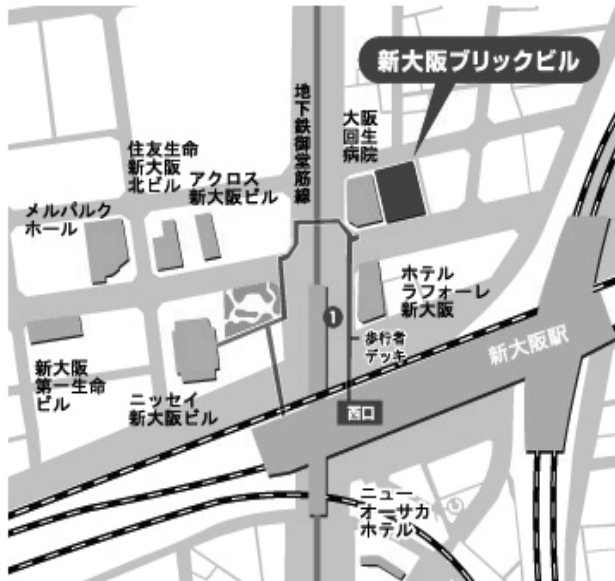 新大阪ブリックビル
地下鉄御堂筋線
大阪
回生
病院
住友生命
新大阪
北ビル
アクロス
新大阪ビル
メルパルク
ホール
ホテル
ラフォーレ
新大阪
1
歩行者
デッキ
新大阪駅
新大阪
第一生命
ビル
ニッセイ
新大阪ビル
西口
ニュー
オーサカ
ホテル